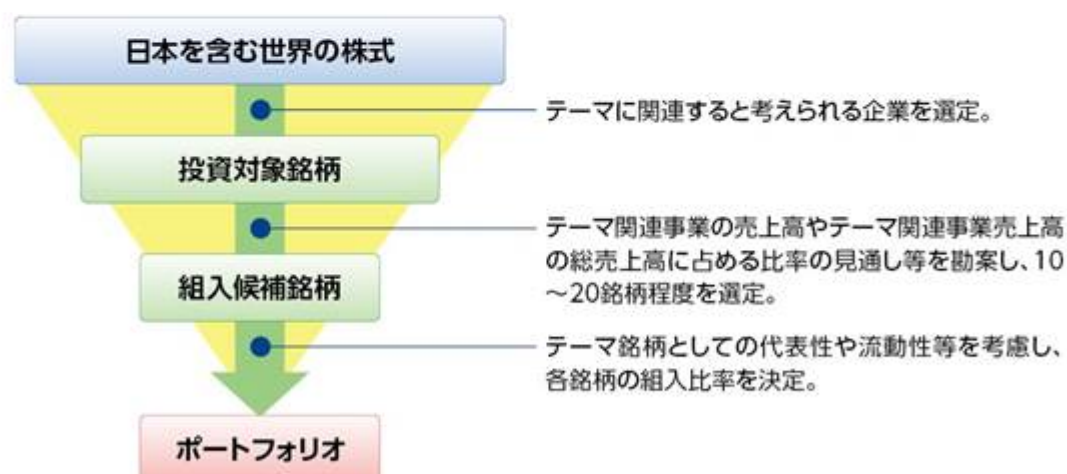 日本を含む世界の株式
テーマに関連すると考えられる企業を選定。
投資対象銘柄
テーマ関連事業の売上高やテーマ関連事業売上高
の総売上高に占める比率の見通し等を勘案し、10
～20銘柄程度を選定。
組入候補銘柄
テーマ銘柄としての代表性や流動性等を考慮し、
各銘柄の組入比率を決定。
ポートフォリオ